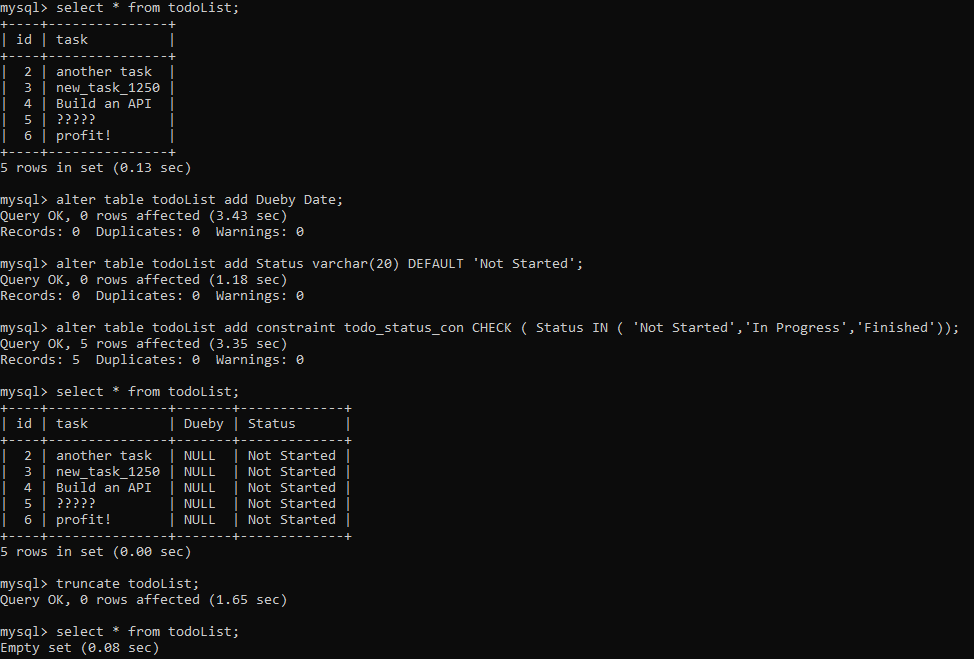 mysql> select * from todoList;
+----+---------------+
| id | task          |
+----+---------------+
|  2 | another task  |
|  3 | new_task_1250 |
|  4 | Build an API  |
|  5 | ?????         |
|  6 | profit!       |
+----+---------------+
5 rows in set (0.13 sec)

mysql> alter table todoList add Dueby Date;
Query OK, 0 rows affected (3.43 sec)
Records: 0  Duplicates: 0  Warnings: 0

mysql> alter table todoList add Status varchar(20) DEFAULT 'Not Started';
Query OK, 0 rows affected (1.18 sec)
Records: 0  Duplicates: 0  Warnings: 0

mysql> alter table todoList add constraint todo_status_con CHECK ( Status IN ( 'Not Started','In Progress','Finished'));
Query OK, 5 rows affected (3.35 sec)
Records: 5  Duplicates: 0  Warnings: 0

mysql> select * from todoList;
+----+---------------+-------+-------------+
| id | task          | Dueby | Status      |
+----+---------------+-------+-------------+
|  2 | another task  | NULL  | Not Started |
|  3 | new_task_1250 | NULL  | Not Started |
|  4 | Build an API  | NULL  | Not Started |
|  5 | ?????         | NULL  | Not Started |
|  6 | profit!       | NULL  | Not Started |
+----+---------------+-------+-------------+
5 rows in set (0.00 sec)

mysql> truncate todoList;
Query OK, 0 rows affected (1.65 sec)

mysql> select * from todoList;
Empty set (0.08 sec)